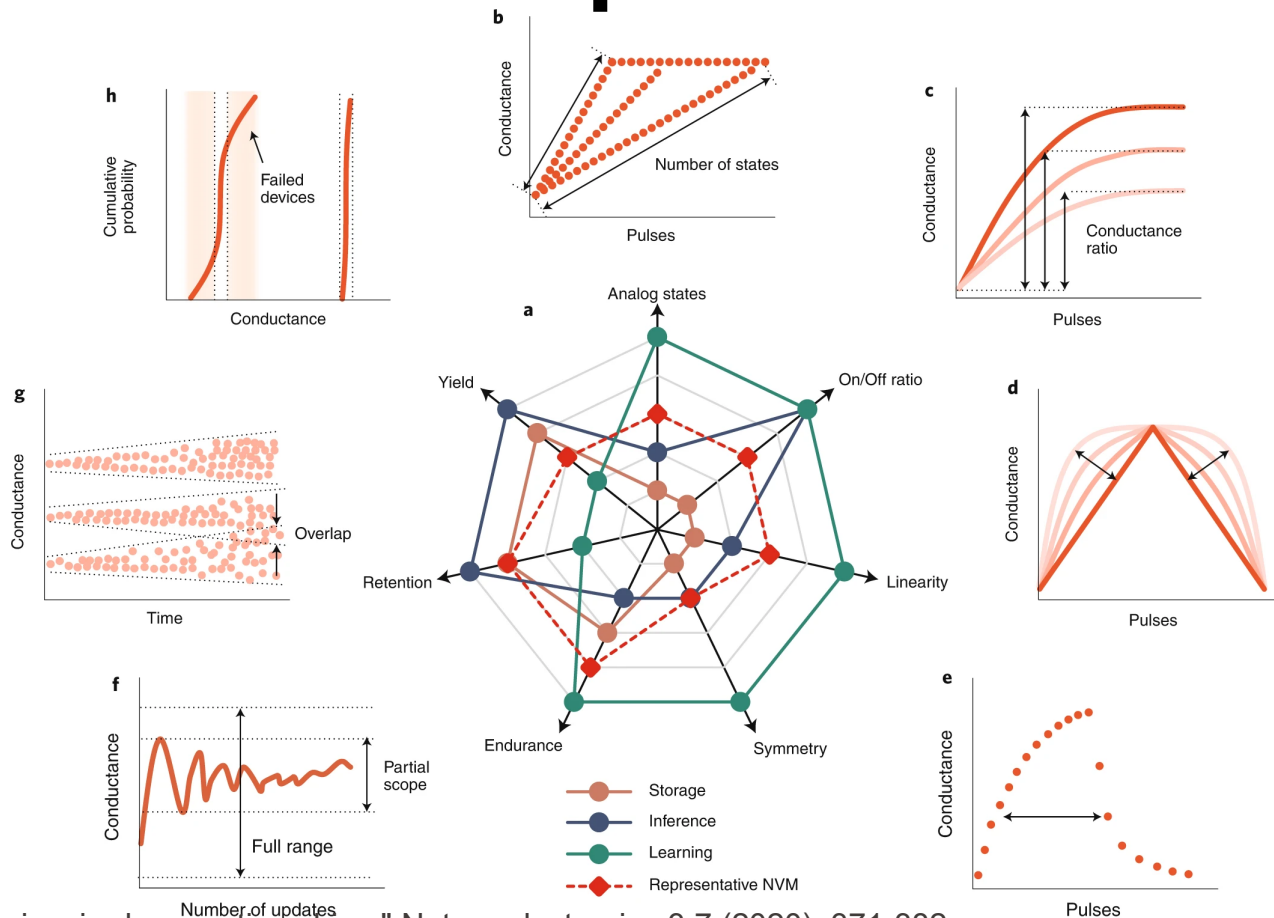 b
Conductance
Number of states
Pulses
h
Cumulative
probability
Failed
devices
Conductance
c
Conductance
Conductance
ratio
Pulses
a
Analog states
On/Off ratio
Linearity
Symmetry
Endurance
Retention
Yield
g
Conductance
Overlap
Time
d
Conductance
Pulses
f
Conductance
Partial
scope
Full range
Number of updates
e
Conductance
Pulses
Storage
Inference
Learning
Representative NVM